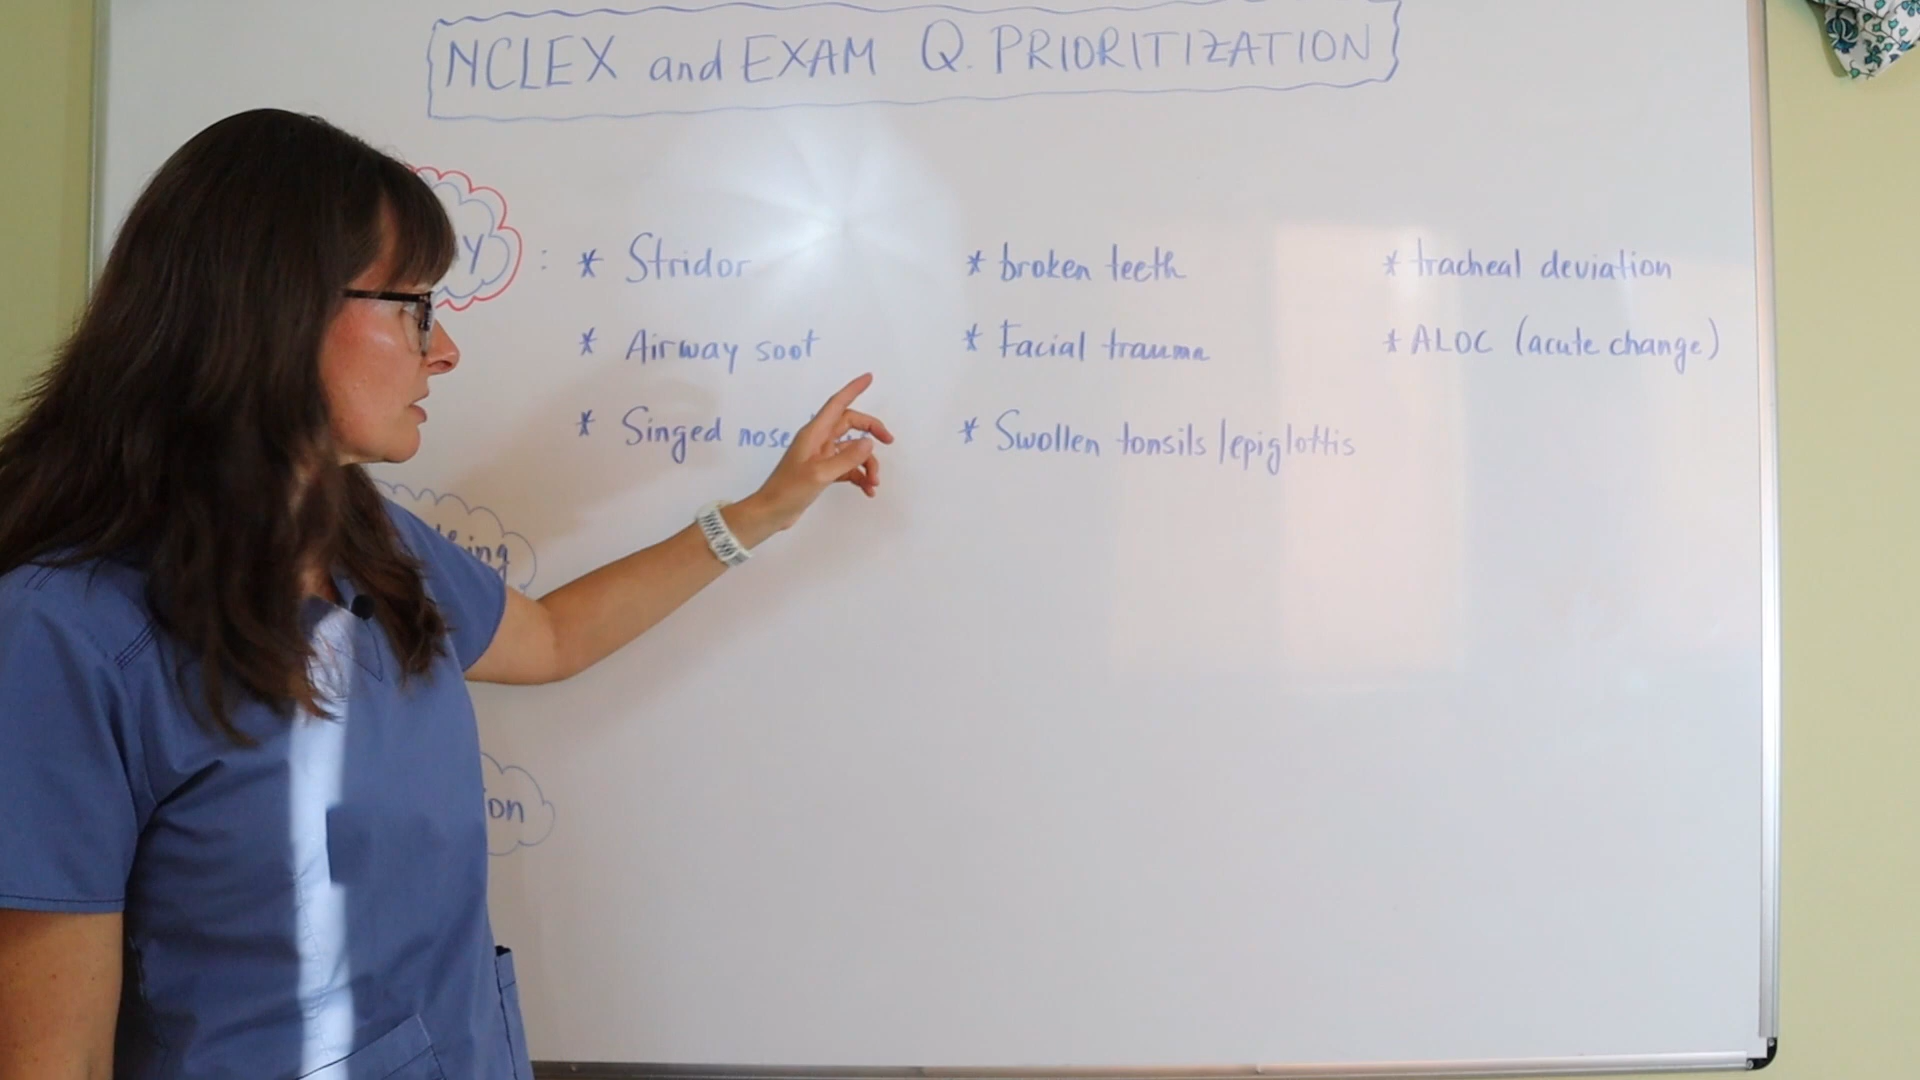 NCLEX and EXAM Q. PRIORITIZATION
Y : * Stridor * broken teeth * tracheal deviation
* Airway soot * Facial trauma * ALOC (acute change)
* Singed nose * Swollen tonsils/epiglottis
ing
on